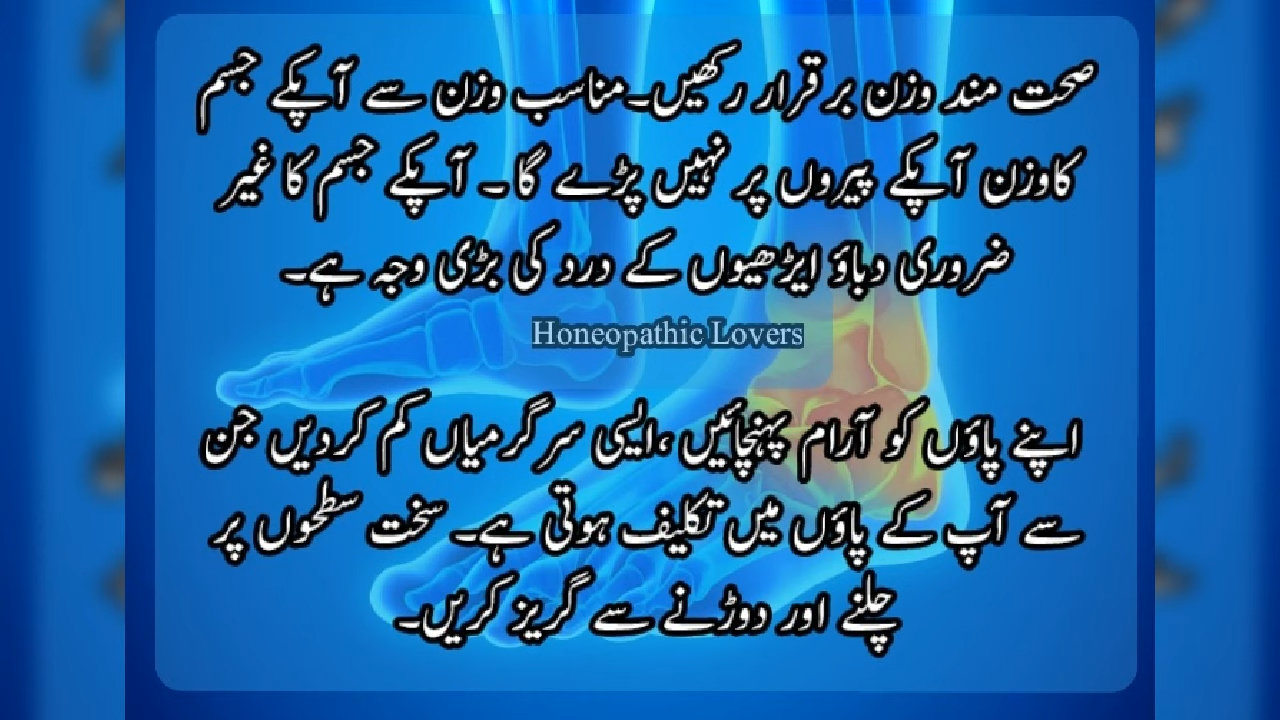 صحت مند وزن برقرار رکھیں۔مناسب وزن سے آپکے جسم
کاوزن آپکے پیروں پر نہیں پڑے گا ۔ آپکے جسم کا غیر
ضروری دباؤ ایڑھیوں کے درد کی بڑی وجہ ہے۔
Honeopathic Lovers
اپنے پاؤں کو آرام پہنچائیں ،ایسی سرگرمیاں کم کردیں جن
سے آپ کے پاؤں میں تکلیف ہوتی ہے۔ سخت سطحوں پر
چلنے اور دوڑنے سے گریز کریں۔